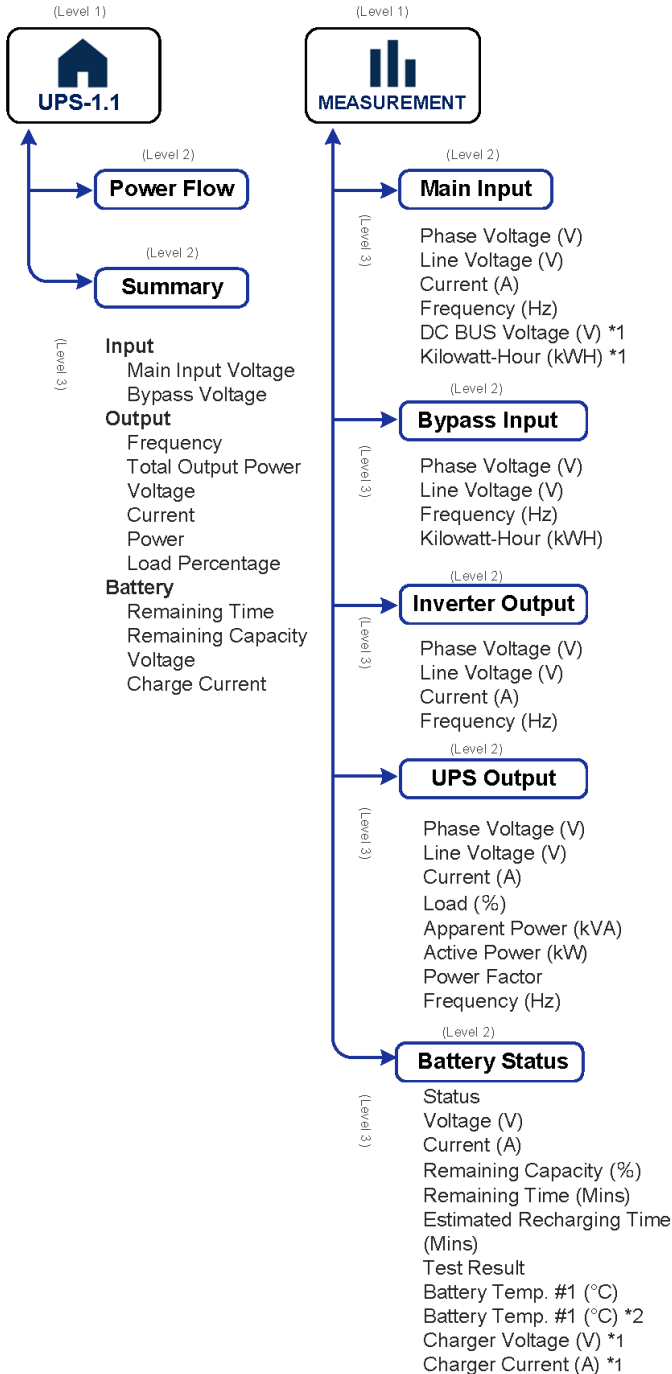 (Level 1)
UPS-1.1
(Level 2)
Power Flow
(Level 2)
Summary
(Level 3)
Input
Main Input Voltage
Bypass Voltage
Output
Frequency
Total Output Power
Voltage
Current
Power
Load Percentage
Battery
Remaining Time
Remaining Capacity
Voltage
Charge Current
(Level 1)
MEASUREMENT
(Level 2)
Main Input
(Level 3)
Phase Voltage (V)
Line Voltage (V)
Current (A)
Frequency (Hz)
DC BUS Voltage (V) *1
Kilowatt-Hour (kWH) *1
(Level 2)
Bypass Input
(Level 3)
Phase Voltage (V)
Line Voltage (V)
Frequency (Hz)
Kilowatt-Hour (kWH)
(Level 2)
Inverter Output
(Level 3)
Phase Voltage (V)
Line Voltage (V)
Current (A)
Frequency (Hz)
(Level 2)
UPS Output
(Level 3)
Phase Voltage (V)
Line Voltage (V)
Current (A)
Load (%)
Apparent Power (kVA)
Active Power (kW)
Power Factor
Frequency (Hz)
(Level 2)
Battery Status
(Level 3)
Status
Voltage (V)
Current (A)
Remaining Capacity (%)
Remaining Time (Mins)
Estimated Recharging Time
(Mins)
Test Result
Battery Temp. #1 (°C)
Battery Temp. #1 (°C) *2
Charger Voltage (V) *1
Charger Current (A) *1